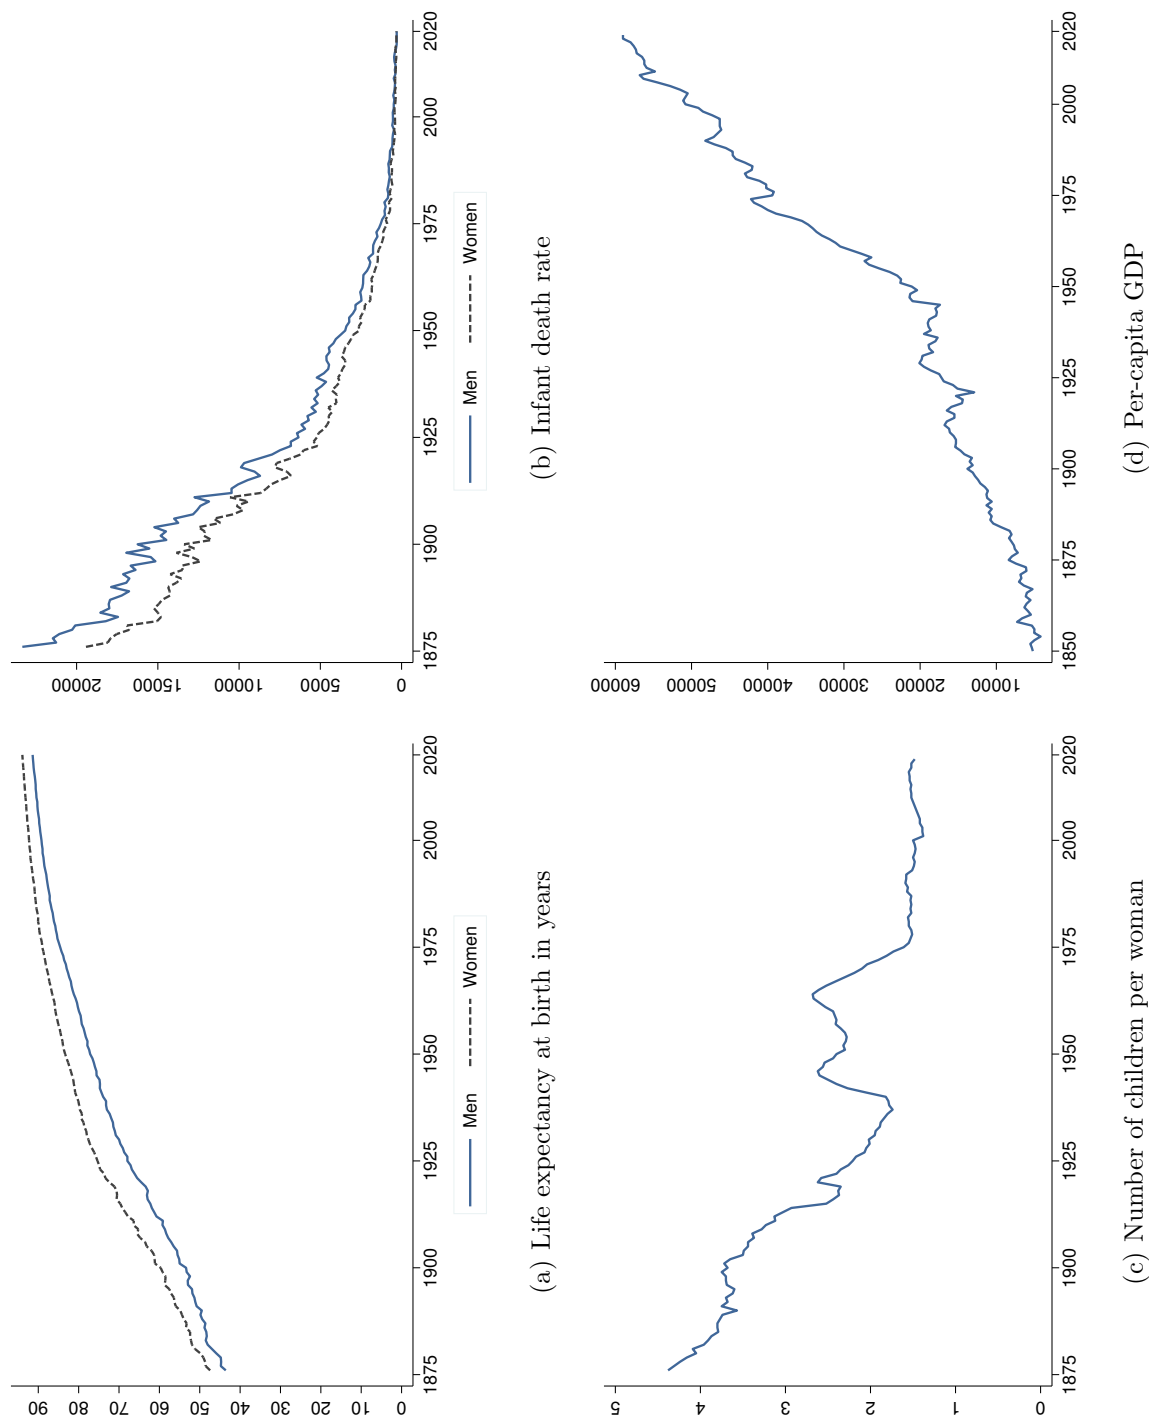 90
80
70
60
50
40
30
20
10
0
1875 1900 1925 1950 1975 2000 2020
Men Women
(a) Life expectancy at birth in years
20000
15000
10000
5000
0
1875 1900 1925 1950 1975 2000 2020
Men Women
(b) Infant death rate
5
4
3
2
1
0
1875 1900 1925 1950 1975 2000 2020
(c) Number of children per woman
60000
50000
40000
30000
20000
10000
1850 1875 1900 1925 1950 1975 2000 2020
(d) Per-capita GDP